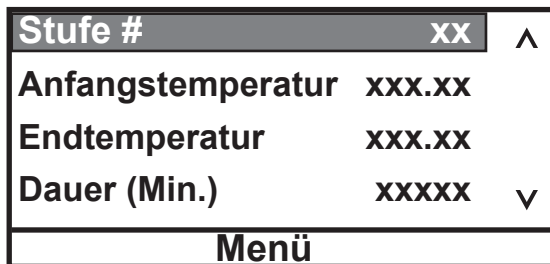 Stufe # xx
Anfangstemperatur xxx.xx
Endtemperatur xxx.xx
Dauer (Min.) xxxxx
Menü